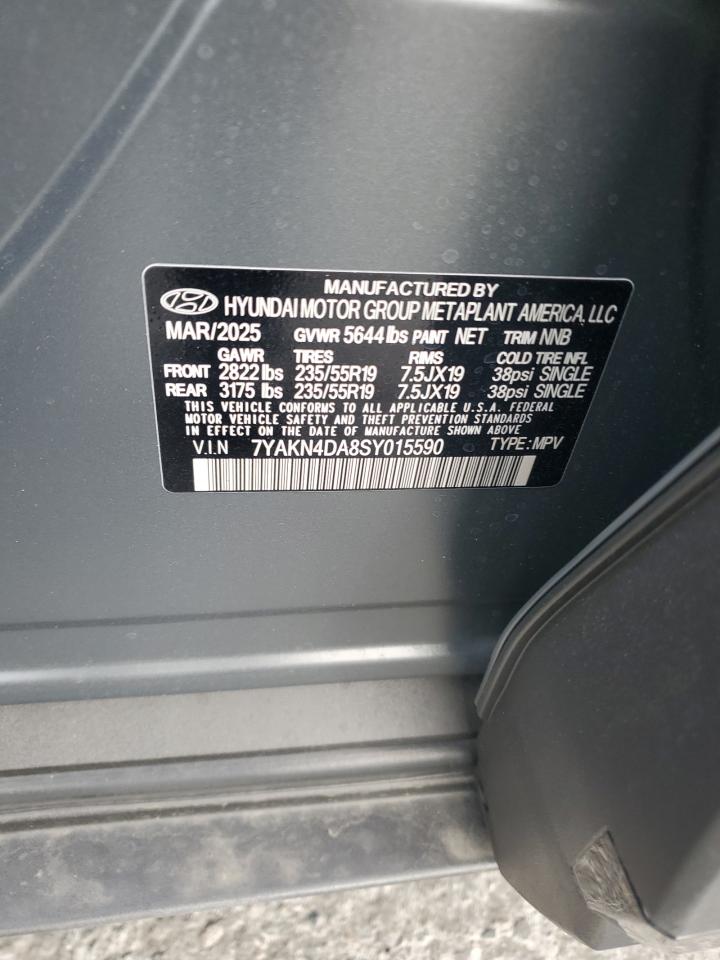 MANUFACTURED BY
HYUNDAI MOTOR GROUP METAPLANT AMERICA, LLC
MAR/2025 GVWR 5644 lbs PAINT NET TRIM NNB
GAWR TIRES RIMS COLD TIRE INFL
FRONT 2822 lbs 235/55R19 7.5JX19 38psi SINGLE
REAR 3175 lbs 235/55R19 7.5JX19 38psi SINGLE
THIS VEHICLE CONFORMS TO ALL APPLICABLE U.S.A. FEDERAL
MOTOR VEHICLE SAFETY AND THEFT PREVENTION STANDARDS
IN EFFECT ON THE DATE OF MANUFACTURE SHOWN ABOVE.
V.I.N 7YAKN4DA8SY015590 TYPE: MPV